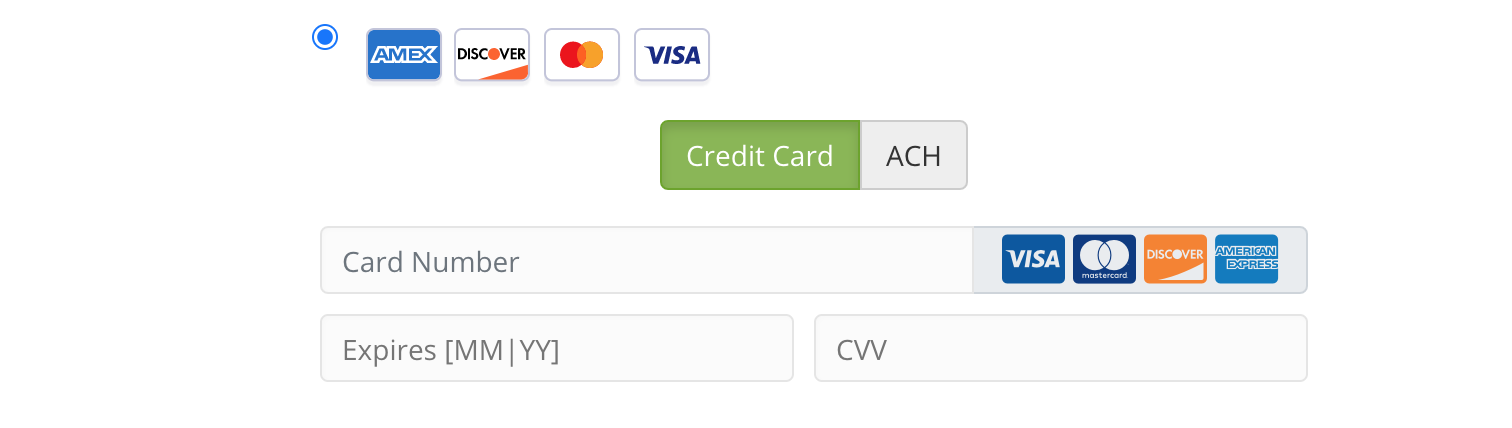 AMEX DISCOVER VISA
Credit Card ACH
Card Number VISA mastercard DISCOVER AMERICAN EXPRESS
Expires [MM|YY] CVV